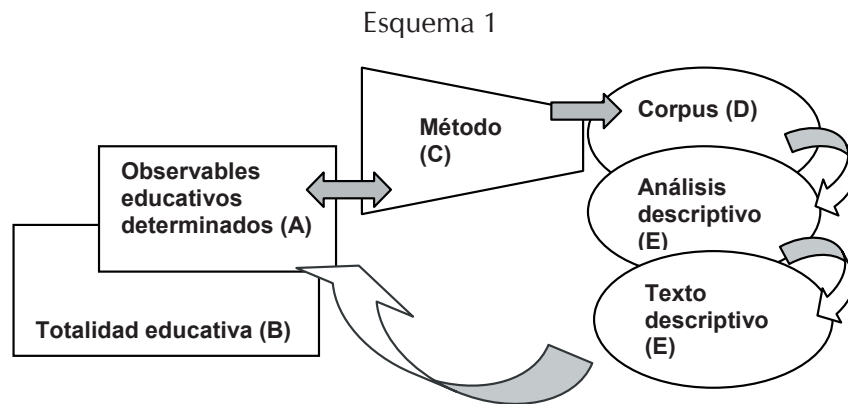 Esquema 1
Observables
educativos
determinados (A)
Totalidad educativa (B)
Método
(C)
Corpus (D)
Análisis
descriptivo
(E)
Texto
descriptivo
(E)